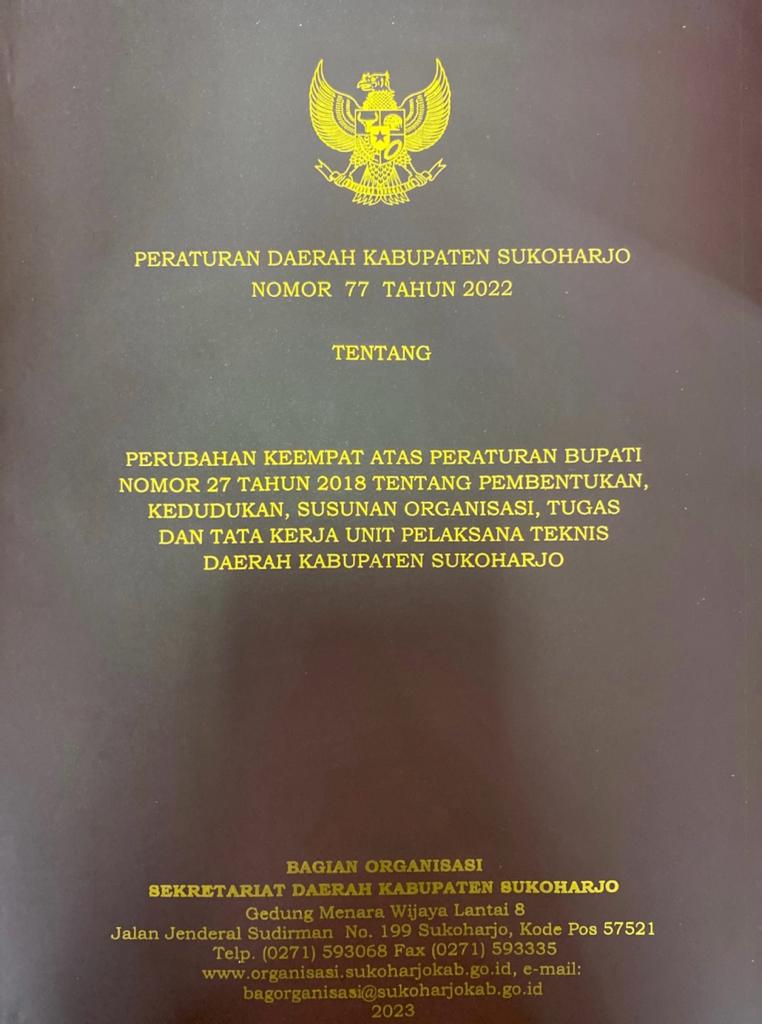 PERATURAN DAERAH KABUPATEN SUKOHARJO
NOMOR 77 TAHUN 2022
TENTANG
PERUBAHAN KEEMPAT ATAS PERATURAN BUPATI
NOMOR 27 TAHUN 2018 TENTANG PEMBENTUKAN,
KEDUDUKAN, SUSUNAN ORGANISASI, TUGAS
DAN TATA KERJA UNIT PELAKSANA TEKNIS
DAERAH KABUPATEN SUKOHARJO
BAGIAN ORGANISASI
SEKRETARIAT DAERAH KABUPATEN SUKOHARJO
Gedung Menara Wijaya Lantai 8
Jalan Jenderal Sudirman No. 199 Sukoharjo, Kode Pos 57521
Telp. (0271) 593068 Fax (0271) 593335
www.organisasi.sukoharjokab.go.id, e-mail:
bagorganisasi@sukoharjokab.go.id
2023